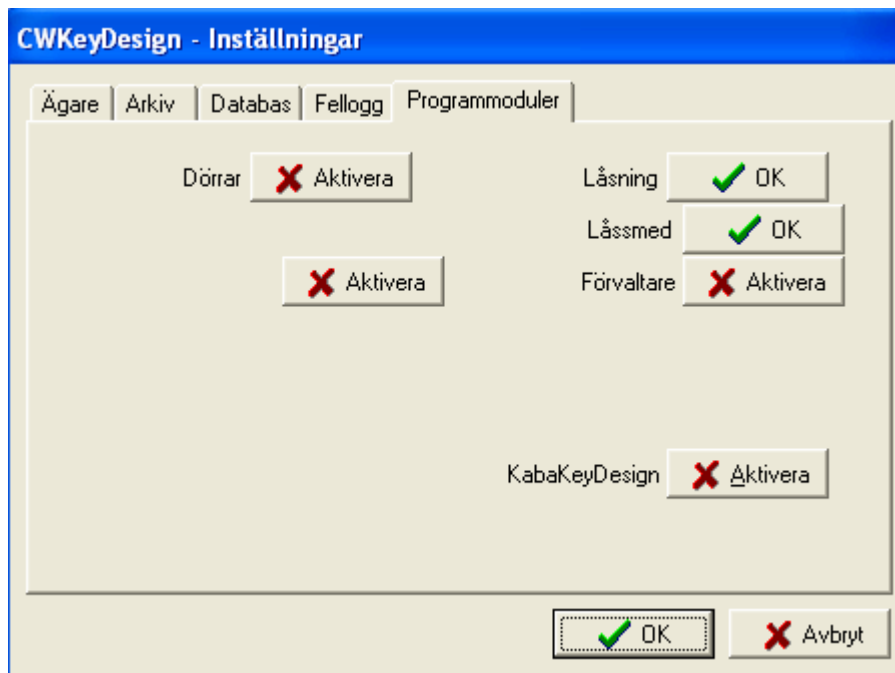 CWKeyDesign - Inställningar
Ägare Arkiv Databas Fellogg Programmoduler
Dörrar Aktivera Låsning OK
Låssmed OK
Aktivera Förvaltare Aktivera
KabaKeyDesign Aktivera
OK Avbryt